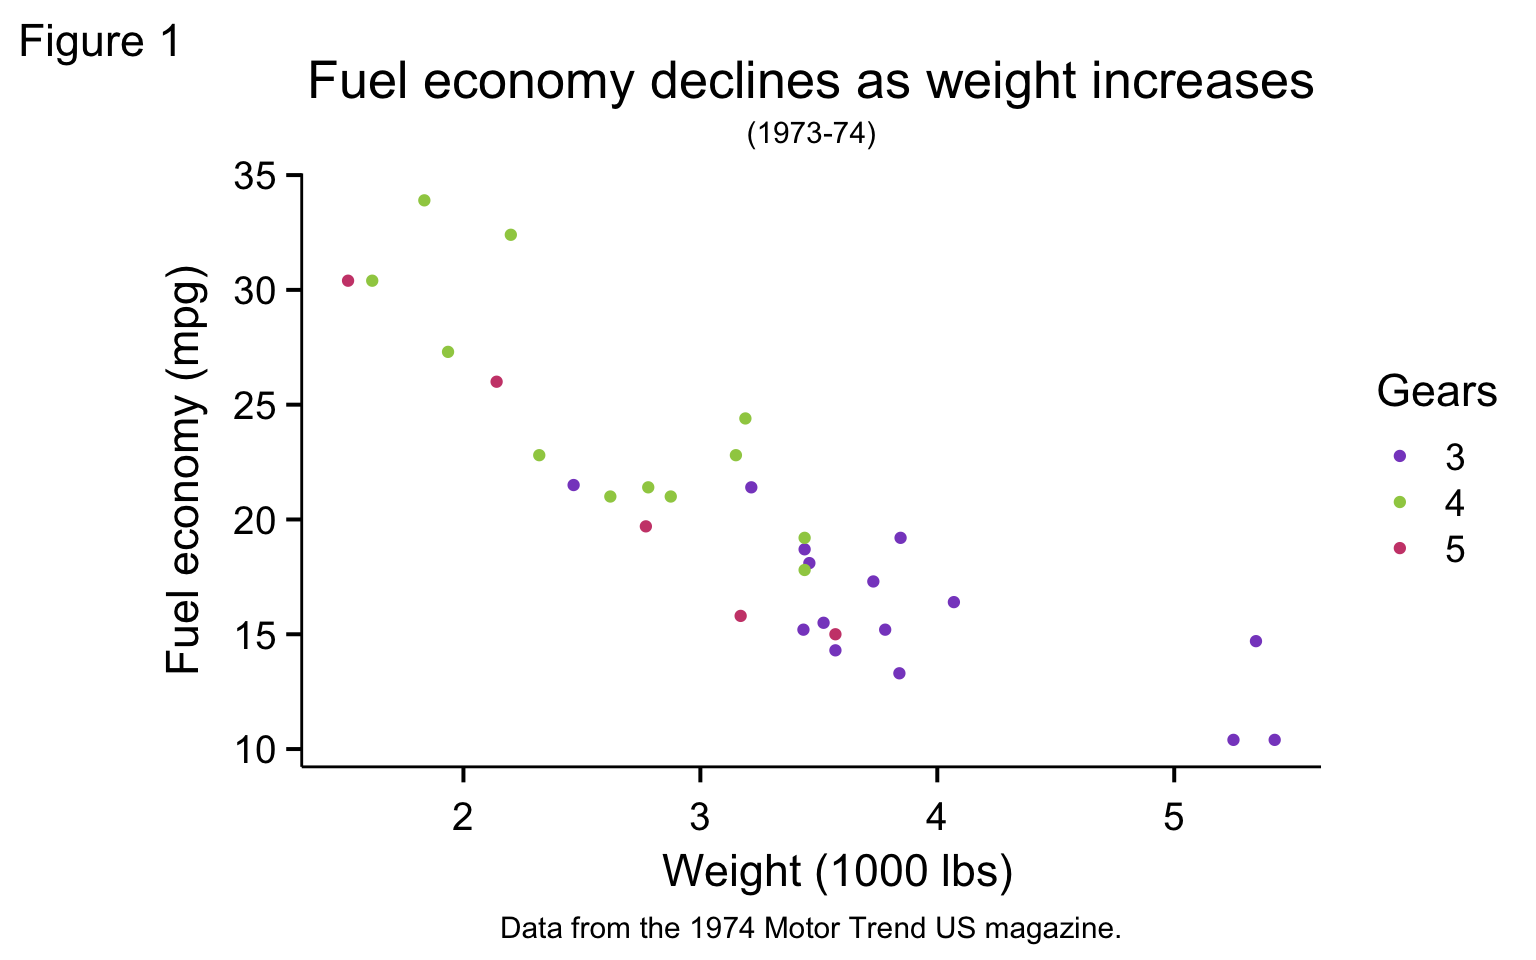 Figure 1
Fuel economy declines as weight increases
(1973-74)
Fuel economy (mpg)
35
30
25
20
15
10
2 3 4 5
Weight (1000 lbs)
Gears
3
4
5
Data from the 1974 Motor Trend US magazine.